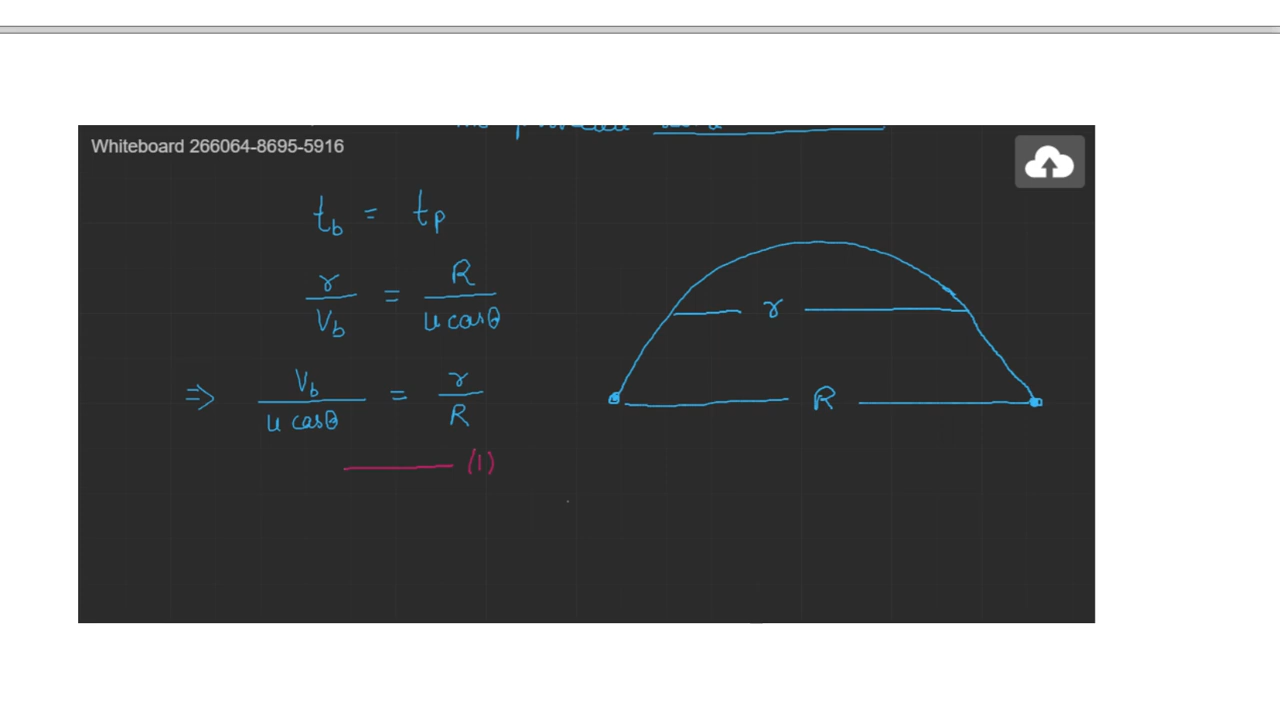 Whiteboard 266064-8695-5916
t_b = t_p
r/V_b = R/(u cosθ)
⇒ V_b/(u cosθ) = r/R
(1)
r
R